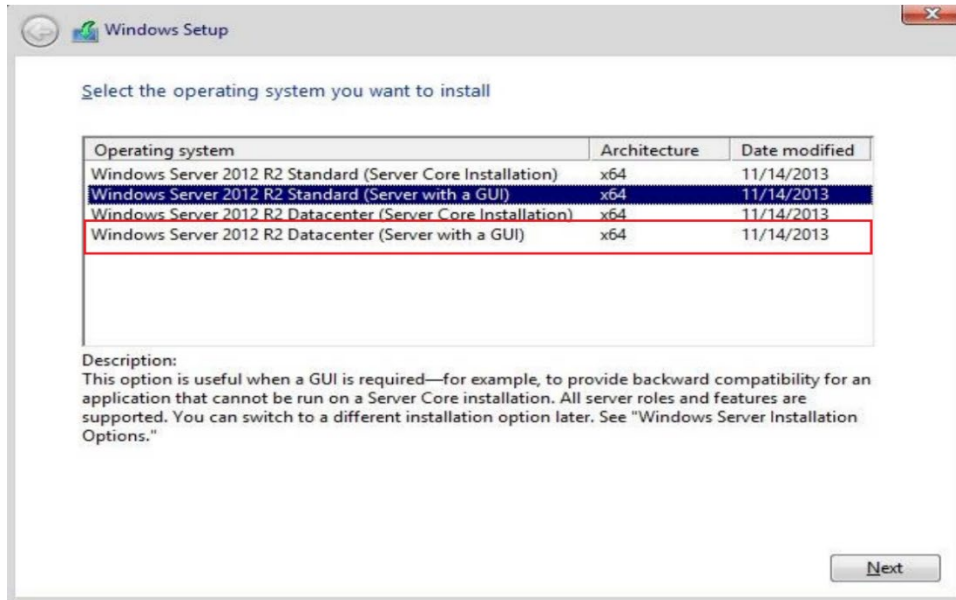 Windows Setup
Select the operating system you want to install
Operating system Architecture Date modified
Windows Server 2012 R2 Standard (Server Core Installation) x64 11/14/2013
Windows Server 2012 R2 Standard (Server with a GUI) x64 11/14/2013
Windows Server 2012 R2 Datacenter (Server Core Installation) x64 11/14/2013
Windows Server 2012 R2 Datacenter (Server with a GUI) x64 11/14/2013
Description:
This option is useful when a GUI is required—for example, to provide backward compatibility for an
application that cannot be run on a Server Core installation. All server roles and features are
supported. You can switch to a different installation option later. See "Windows Server Installation
Options."
Next